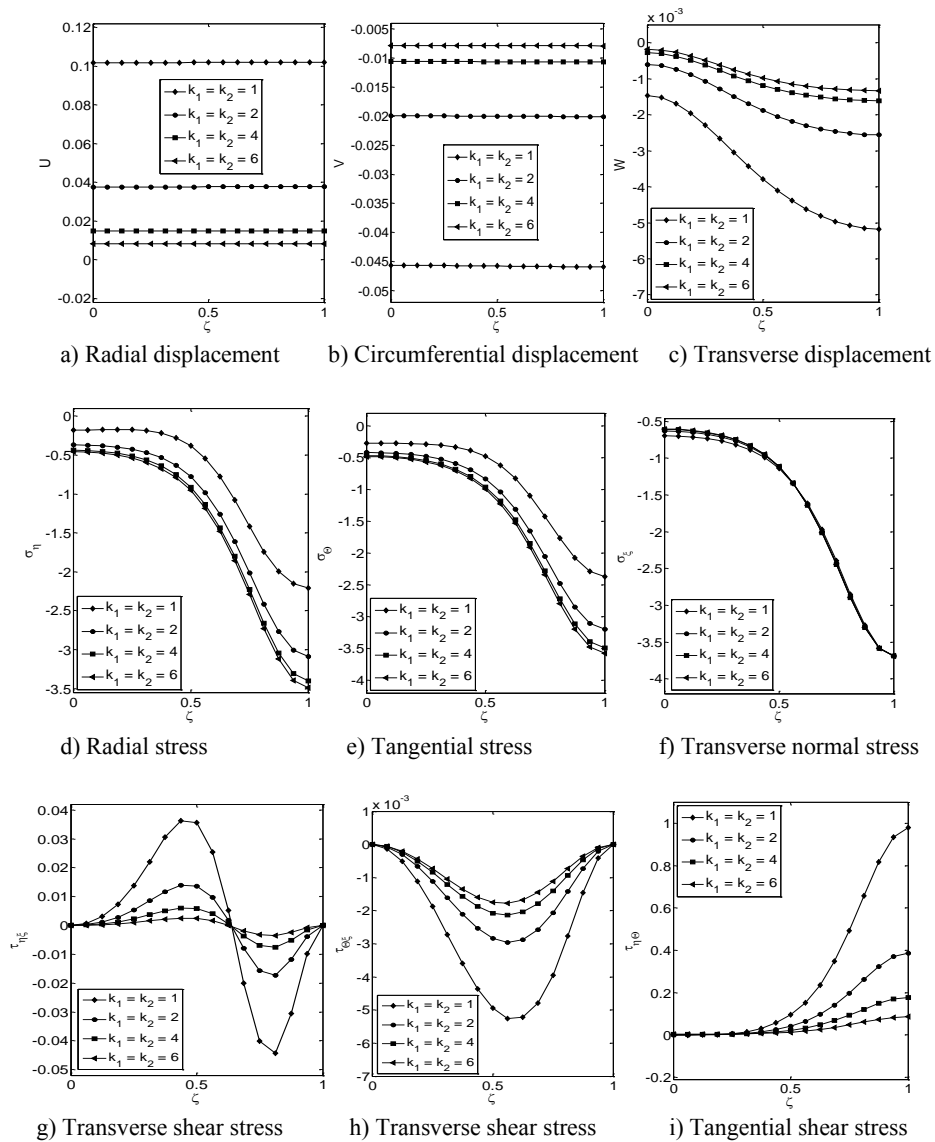 0.12
0.1
0.08
0.06
0.04
0.02
0
-0.02
U
k₁ = k₂ = 1
k₁ = k₂ = 2
k₁ = k₂ = 4
k₁ = k₂ = 6
0 0.5 1
ζ
a) Radial displacement
-0.005
-0.01
-0.015
-0.02
-0.025
-0.03
-0.035
-0.04
-0.045
-0.05
V
k₁ = k₂ = 1
k₁ = k₂ = 2
k₁ = k₂ = 4
k₁ = k₂ = 6
0 0.5 1
ζ
b) Circumferential displacement
x 10⁻³
0
-1
-2
-3
-4
-5
-6
-7
W
k₁ = k₂ = 1
k₁ = k₂ = 2
k₁ = k₂ = 4
k₁ = k₂ = 6
0 0.5 1
ζ
c) Transverse displacement
0
-0.5
-1
-1.5
-2
-2.5
-3
-3.5
ση
k₁ = k₂ = 1
k₁ = k₂ = 2
k₁ = k₂ = 4
k₁ = k₂ = 6
0 0.5 1
ζ
d) Radial stress
0
-0.5
-1
-1.5
-2
-2.5
-3
-3.5
-4
σΘ
k₁ = k₂ = 1
k₁ = k₂ = 2
k₁ = k₂ = 4
k₁ = k₂ = 6
0 0.5 1
ζ
e) Tangential stress
-0.5
-1
-1.5
-2
-2.5
-3
-3.5
-4
σξ
k₁ = k₂ = 1
k₁ = k₂ = 2
k₁ = k₂ = 4
k₁ = k₂ = 6
0 0.5 1
ζ
f) Transverse normal stress
0.04
0.03
0.02
0.01
0
-0.01
-0.02
-0.03
-0.04
-0.05
τηξ
k₁ = k₂ = 1
k₁ = k₂ = 2
k₁ = k₂ = 4
k₁ = k₂ = 6
0 0.5 1
ζ
g) Transverse shear stress
x 10⁻³
1
0
-1
-2
-3
-4
-5
-6
-7
τΘξ
k₁ = k₂ = 1
k₁ = k₂ = 2
k₁ = k₂ = 4
k₁ = k₂ = 6
0 0.5 1
ζ
h) Transverse shear stress
1
0.8
0.6
0.4
0.2
0
-0.2
τηΘ
k₁ = k₂ = 1
k₁ = k₂ = 2
k₁ = k₂ = 4
k₁ = k₂ = 6
0 0.5 1
ζ
i) Tangential shear stress